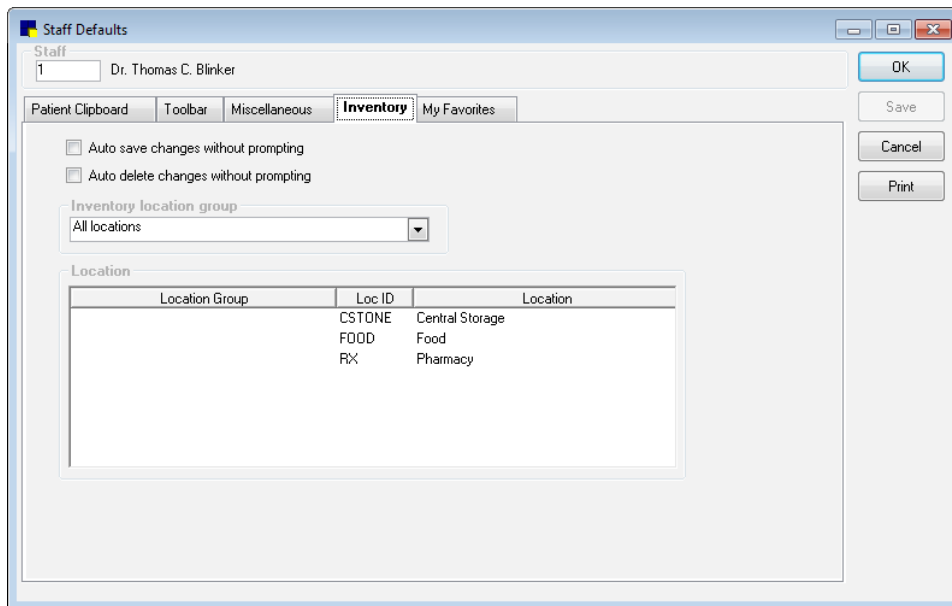 Staff Defaults
Staff
1 Dr. Thomas C. Blinker
OK
Save
Cancel
Print
Patient Clipboard Toolbar Miscellaneous Inventory My Favorites
Auto save changes without prompting
Auto delete changes without prompting
Inventory location group
All locations
Location
Location Group Loc ID Location
CSTONE Central Storage
FOOD Food
RX Pharmacy